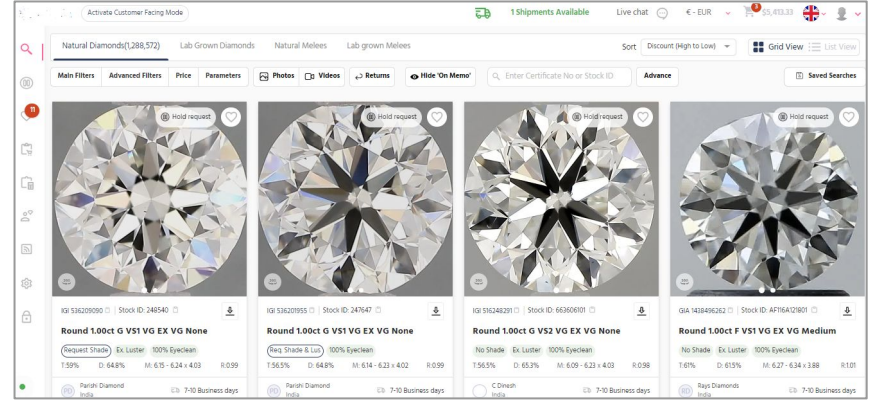 Activate Customer Facing Mode
1 Shipments Available
Live chat
€ - EUR
3
$5,413.33
Natural Diamonds(1,288,572)
Lab Grown Diamonds
Natural Melees
Lab grown Melees
Sort
Discount (High to Low)
Grid View
List View
Main Filters
Advanced Filters
Price
Parameters
Photos
Videos
Returns
Hide 'On Memo'
Enter Certificate No or Stock ID
Advance
Saved Searches
11
Hold request
Hold request
Hold request
Hold request
IGI 536209090 | Stock ID: 248540
Round 1.00ct G VS1 VG EX VG None
Request Shade Ex. Luster 100% Eyeclean
T:59% D: 64.8% M: 6.15 - 6.24 x 4.03 R:0.99
PD Parishi Diamond
India
7-10 Business days
IGI 536201955 | Stock ID: 247647
Round 1.00ct G VS1 VG EX VG None
Req. Shade & Lus 100% Eyeclean
T:56.5% D: 64.8% M: 6.14 - 6.23 x 4.02 R:0.99
PD Parishi Diamond
India
7-10 Business days
IGI 516248291 | Stock ID: 663606101
Round 1.00ct G VS2 VG EX VG None
No Shade Ex. Luster 100% Eyeclean
T:56.5% D: 65.3% M: 6.09 - 6.23 x 4.03 R:0.98
C Dinesh
India
7-10 Business days
GIA 1438496262 | Stock ID: AF116A121801
Round 1.00ct F VS1 VG EX VG Medium
No Shade Ex. Luster 100% Eyeclean
T:61% D: 61.5% M: 6.27 - 6.34 x 3.88 R:1.01
RD Rays Diamonds
India
7-10 Business days